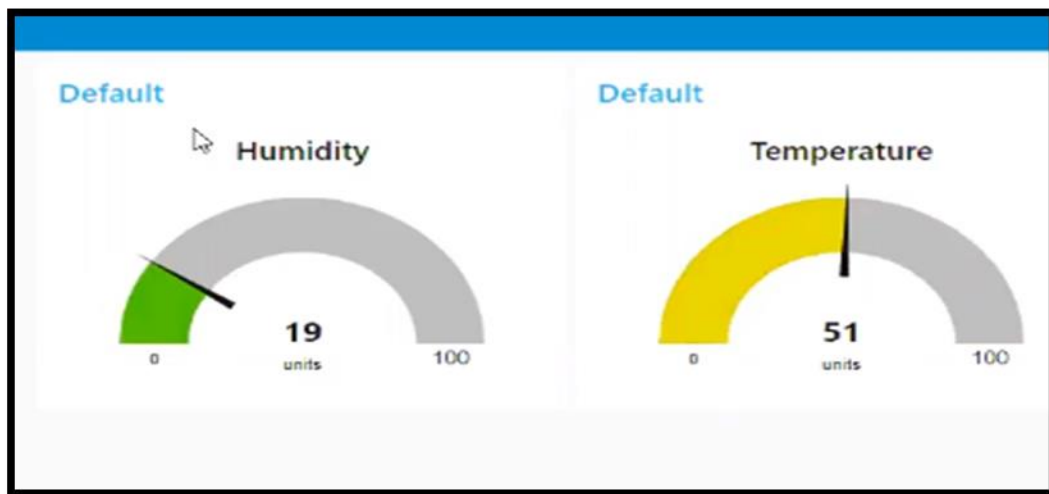 Default
Humidity
19
units
0
100
Default
Temperature
51
units
0
100